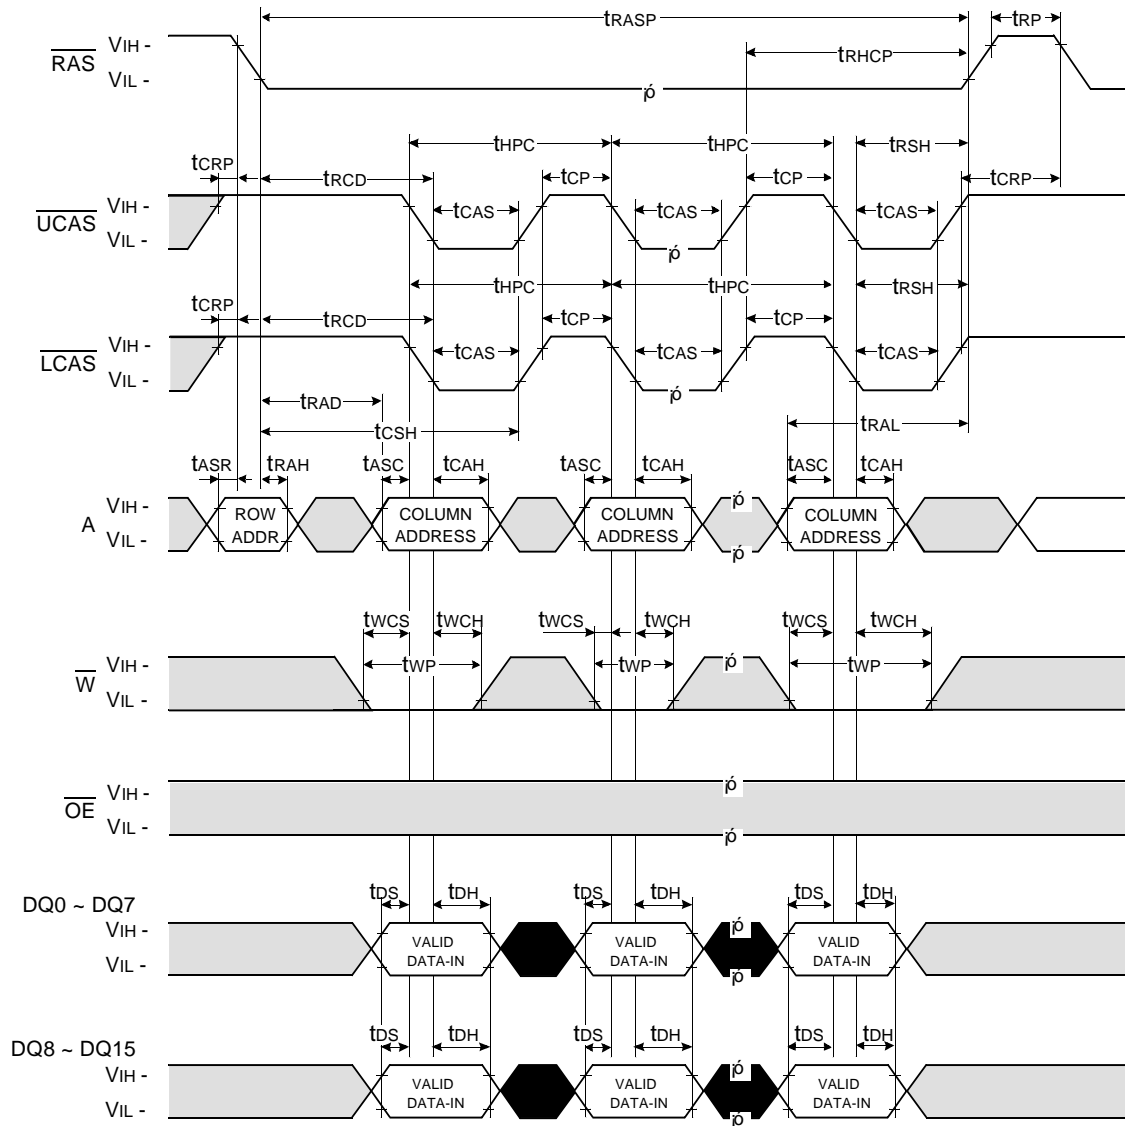 tRASP tRP
RAS VIH - tRHCP
VIL - ¡ó
tHPC tHPC tRSH
tCRP tRCD tCP tCP tCRP
UCAS VIH - tCAS tCAS tCAS
VIL - ¡ó
tHPC tHPC tRSH
tCRP tRCD tCP tCP
LCAS VIH - tCAS tCAS tCAS
VIL - ¡ó
tRAD
tCSH tRAL
tASR tRAH tASC tCAH tASC tCAH tASC tCAH
A VIH - ROW COLUMN COLUMN ¡ó COLUMN
VIL - ADDR ADDRESS ADDRESS ¡ó ADDRESS
tWCS tWCH tWCS tWCH tWCS tWCH
W VIH - tWP tWP ¡ó tWP
VIL -
OE VIH - ¡ó
VIL - ¡ó
tDS tDH tDS tDH tDS tDH
DQ0 ~ DQ7
VIH - VALID VALID ¡ó VALID
VIL - DATA-IN DATA-IN ¡ó DATA-IN
tDS tDH tDS tDH tDS tDH
DQ8 ~ DQ15
VIH - VALID VALID ¡ó VALID
VIL - DATA-IN DATA-IN ¡ó DATA-IN